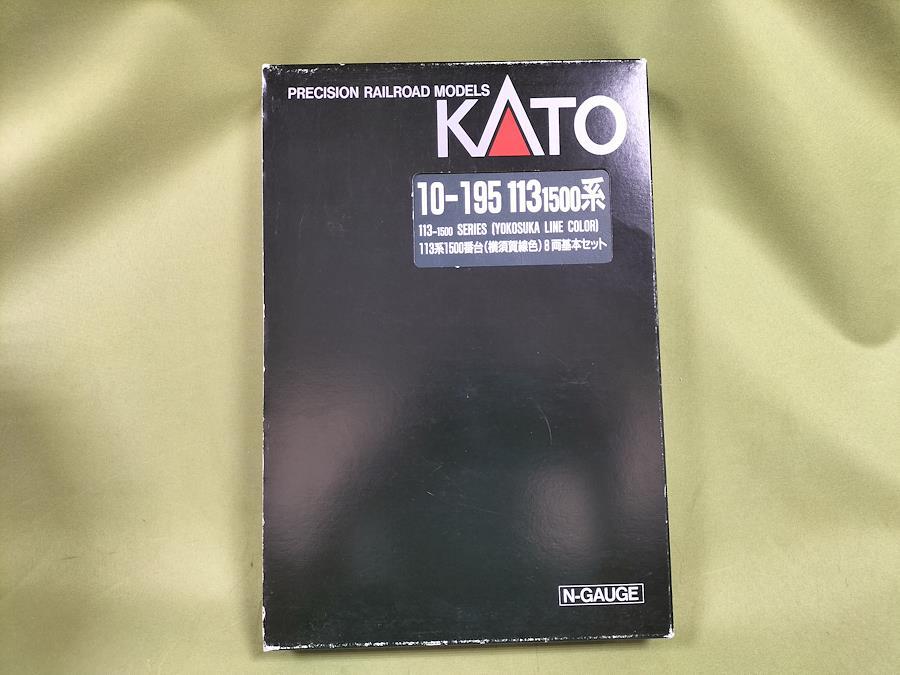 PRECISION RAILROAD MODELS
KATO
10-195 1131500系
113-1500 SERIES (YOKOSUKA LINE COLOR)
113系1500番台(横須賀線色)8両基本セット
N-GAUGE